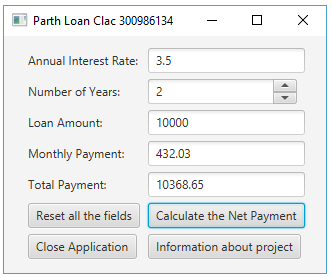 Parth Loan Clac 300986134
Annual Interest Rate: 3.5
Number of Years: 2
Loan Amount: 10000
Monthly Payment: 432.03
Total Payment: 10368.65
Reset all the fields Calculate the Net Payment
Close Application Information about project